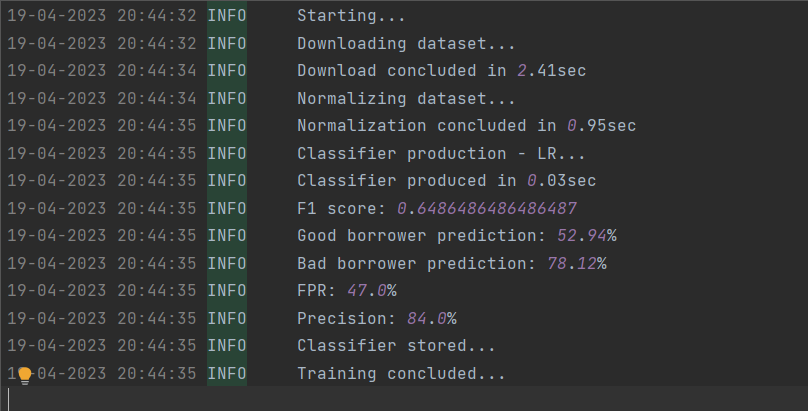 19-04-2023 20:44:32 INFO Starting...
19-04-2023 20:44:32 INFO Downloading dataset...
19-04-2023 20:44:34 INFO Download concluded in 2.41sec
19-04-2023 20:44:34 INFO Normalizing dataset...
19-04-2023 20:44:35 INFO Normalization concluded in 0.95sec
19-04-2023 20:44:35 INFO Classifier production - LR...
19-04-2023 20:44:35 INFO Classifier produced in 0.03sec
19-04-2023 20:44:35 INFO F1 score: 0.6486486486486487
19-04-2023 20:44:35 INFO Good borrower prediction: 52.94%
19-04-2023 20:44:35 INFO Bad borrower prediction: 78.12%
19-04-2023 20:44:35 INFO FPR: 47.0%
19-04-2023 20:44:35 INFO Precision: 84.0%
19-04-2023 20:44:35 INFO Classifier stored...
19-04-2023 20:44:35 INFO Training concluded...